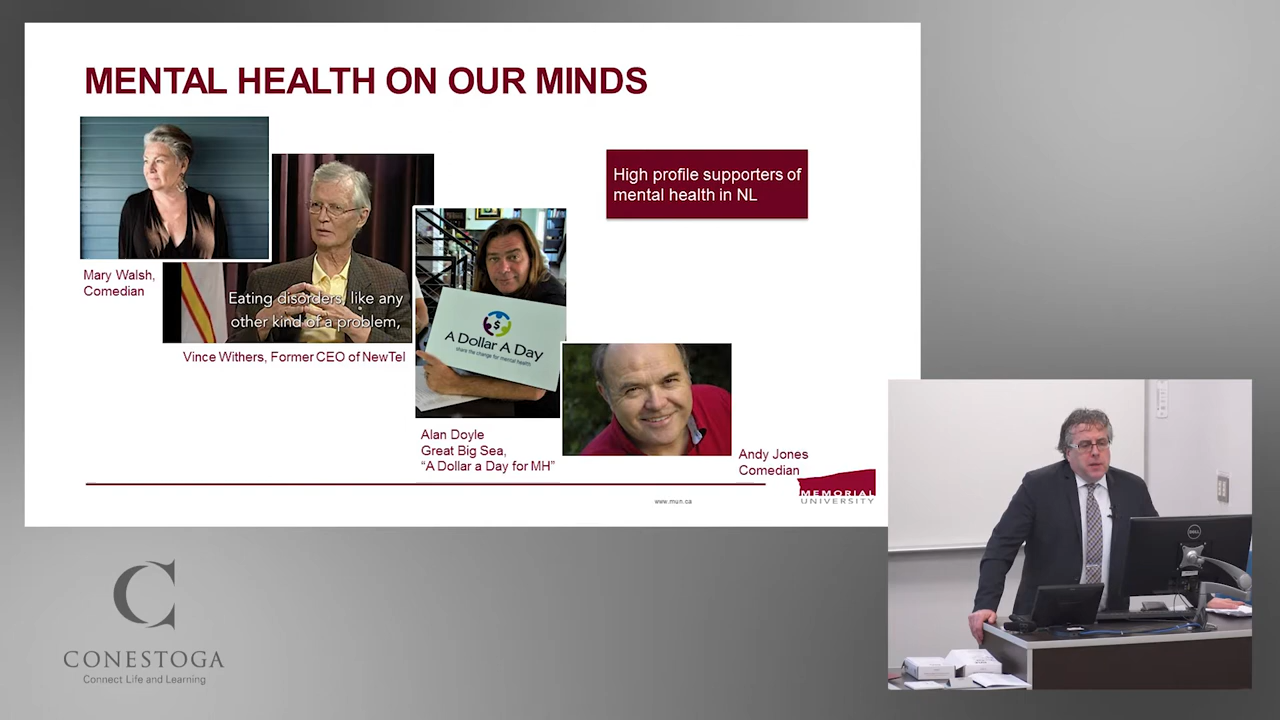 MENTAL HEALTH ON OUR MINDS
High profile supporters of
mental health in NL
Mary Walsh,
Comedian
Eating disorders, like any
other kind of a problem,
Vince Withers, Former CEO of NewTel
A Dollar A Day
share the change for mental health.
Alan Doyle
Great Big Sea,
“A Dollar a Day for MH”
Andy Jones
Comedian
www.mun.ca
MEMORIAL
UNIVERSITY
DELL
C
CONESTOGA
Connect Life and Learning